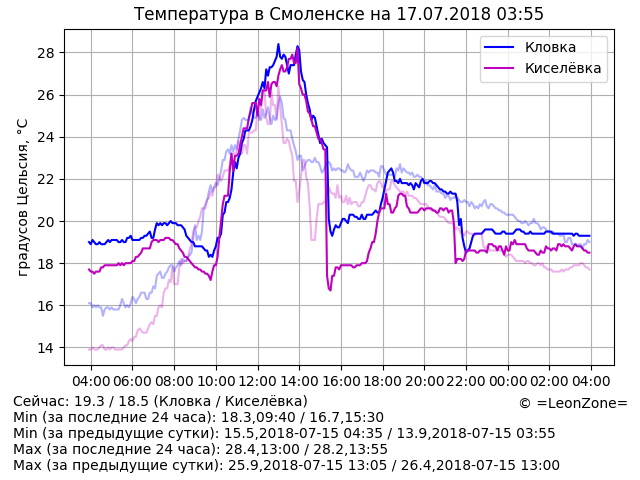 Температура в Смоленске на 17.07.2018 03:55
Кловка
Киселёвка
градусов Цельсия, °C
28
26
24
22
20
18
16
14
04:00 06:00 08:00 10:00 12:00 14:00 16:00 18:00 20:00 22:00 00:00 02:00 04:00
Сейчас: 19.3 / 18.5 (Кловка / Киселёвка)
© =LeonZone=
Min (за последние 24 часа): 18.3,09:40 / 16.7,15:30
Min (за предыдущие сутки): 15.5,2018-07-15 04:35 / 13.9,2018-07-15 03:55
Max (за последние 24 часа): 28.4,13:00 / 28.2,13:55
Max (за предыдущие сутки): 25.9,2018-07-15 13:05 / 26.4,2018-07-15 13:00